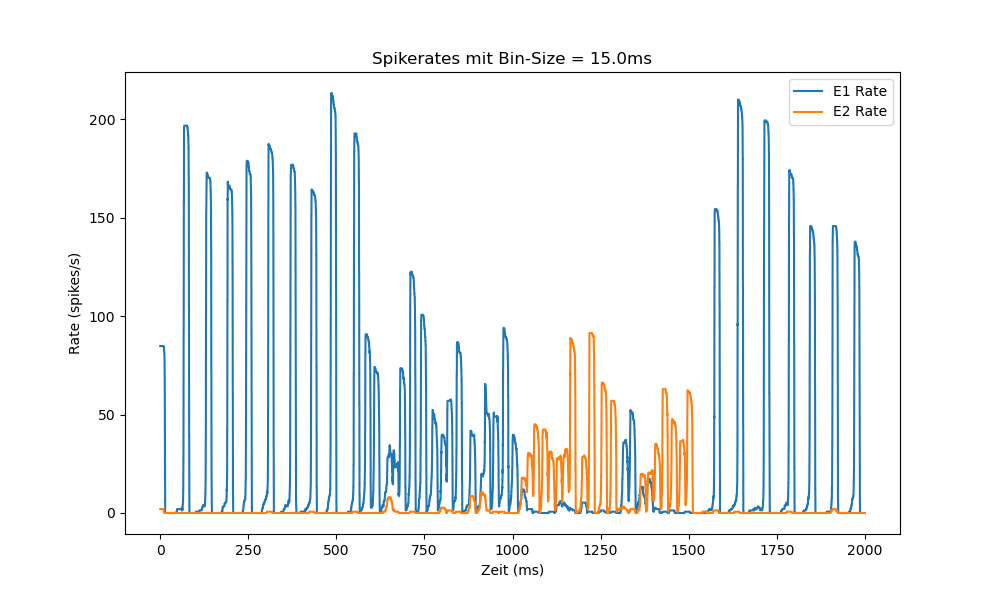 Spikerates mit Bin-Size = 15.0ms
E1 Rate
E2 Rate
Rate (spikes/s)
200
150
100
50
0
0 250 500 750 1000 1250 1500 1750 2000
Zeit (ms)